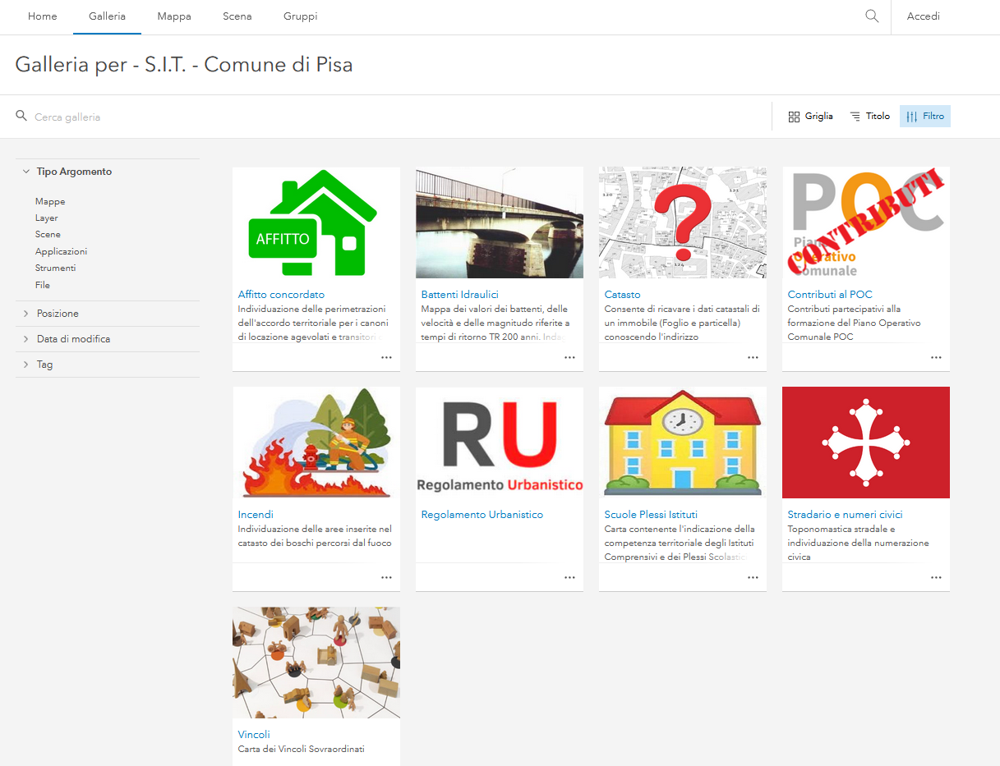 Home
Galleria
Mappa
Scena
Gruppi
Accedi
Galleria per - S.I.T. - Comune di Pisa
Cerca galleria
Griglia
Titolo
Filtro
Tipo Argomento
Mappe
Layer
Scene
Applicazioni
Strumenti
File
Posizione
Data di modifica
Tag
AFFITTO
Affitto concordato
Individuazione delle perimetrazioni
dell'accordo territoriale per i canoni
di locazione agevolati e transitori
Battenti Idraulici
Mappa dei valori dei battenti, delle
velocità e delle magnitudo riferite a
tempi di ritorno TR 200 anni. Indag
120
121
124
?
Catasto
Consente di ricavare i dati catastali di
un immobile (Foglio e particella)
conoscendo l'indirizzo
POC
CONTRIBUTI
Piano
Operativo
Comunale
Contributi al POC
Contributi partecipativi alla
formazione del Piano Operativo
Comunale POC
Incendi
Individuazione delle aree inserite nel
catasto dei boschi percorsi dal fuoco
RU
Regolamento Urbanistico
Regolamento Urbanistico
Scuole Plessi Istituti
Carta contenente l'indicazione della
competenza territoriale degli Istituti
Comprensivi e dei Plessi Scolastic
Stradario e numeri civici
Toponomastica stradale e
individuazione della numerazione
civica
Vincoli
Carta dei Vincoli Sovraordinati